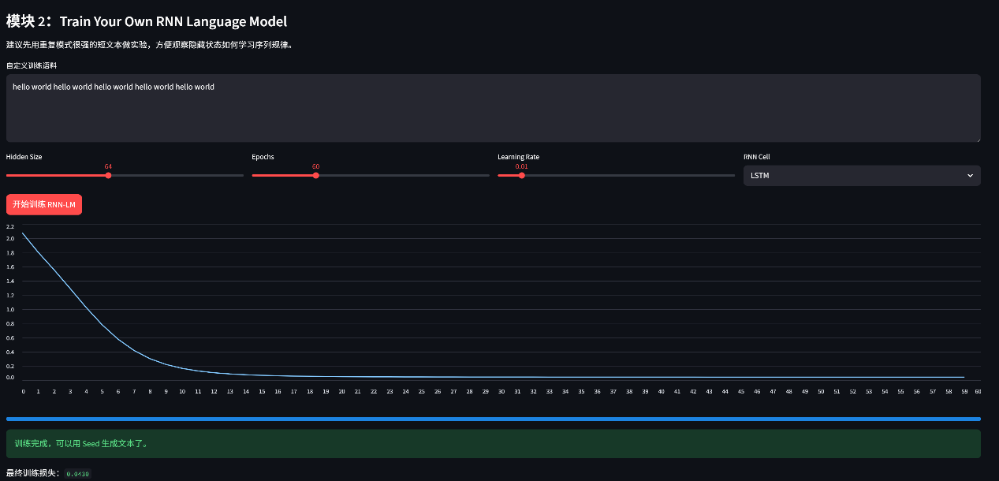 模块 2：Train Your Own RNN Language Model
建议先用重复模式很强的短文本做实验，方便观察隐藏状态如何学习序列规律。
自定义训练语料
hello world hello world hello world hello world hello world
Hidden Size
64
Epochs
60
Learning Rate
0.01
RNN Cell
LSTM
开始训练 RNN-LM
2.2
2.0
1.8
1.6
1.4
1.2
1.0
0.8
0.6
0.4
0.2
0.0
0 1 2 3 4 5 6 7 8 9 10 11 12 13 14 15 16 17 18 19 20 21 22 23 24 25 26 27 28 29 30 31 32 33 34 35 36 37 38 39 40 41 42 43 44 45 46 47 48 49 50 51 52 53 54 55 56 57 58 59 60
训练完成，可以用 Seed 生成文本了。
最终训练损失： 0.0430